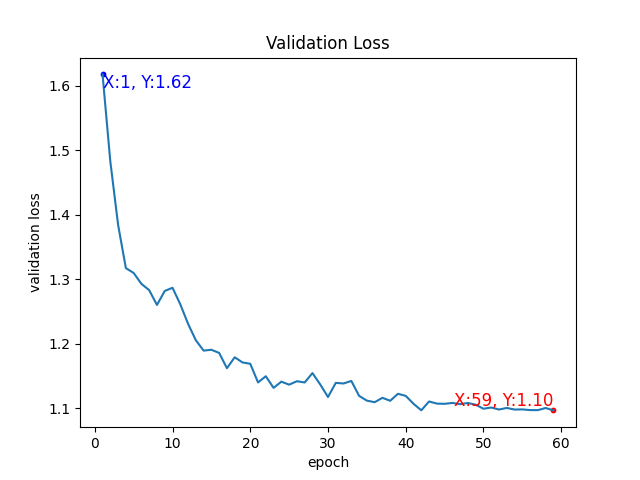 Validation Loss
X:1, Y:1.62
X:59, Y:1.10
validation loss
1.6
1.5
1.4
1.3
1.2
1.1
0
10
20
30
40
50
60
epoch